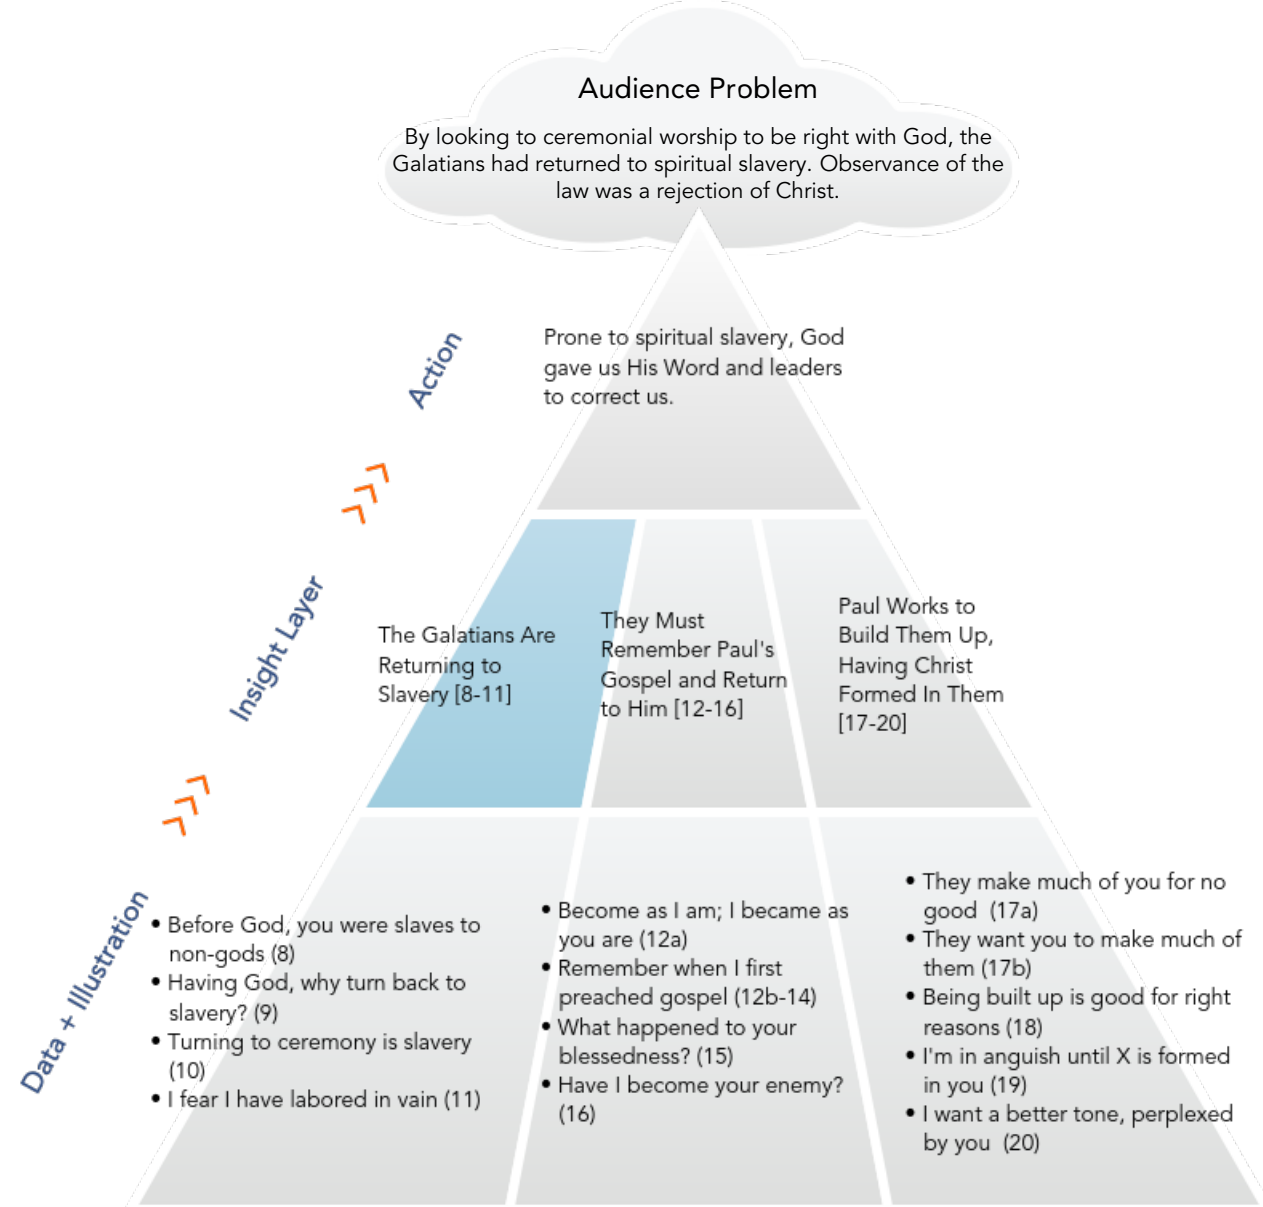 Audience Problem
By looking to ceremonial worship to be right with God, the
Galatians had returned to spiritual slavery. Observance of the
law was a rejection of Christ.
Action
Prone to spiritual slavery, God
gave us His Word and leaders
to correct us.
Insight Layer
The Galatians Are
Returning to
Slavery [8-11]
They Must
Remember Paul's
Gospel and Return
to Him [12-16]
Paul Works to
Build Them Up,
Having Christ
Formed In Them
[17-20]
Data + Illustration
• Before God, you were slaves to
non-gods (8)
• Having God, why turn back to
slavery? (9)
• Turning to ceremony is slavery
(10)
• I fear I have labored in vain (11)
• Become as I am; I became as
you are (12a)
• Remember when I first
preached gospel (12b-14)
• What happened to your
blessedness? (15)
• Have I become your enemy?
(16)
• They make much of you for no
good (17a)
• They want you to make much of
them (17b)
• Being built up is good for right
reasons (18)
• I'm in anguish until X is formed
in you (19)
• I want a better tone, perplexed
by you (20)